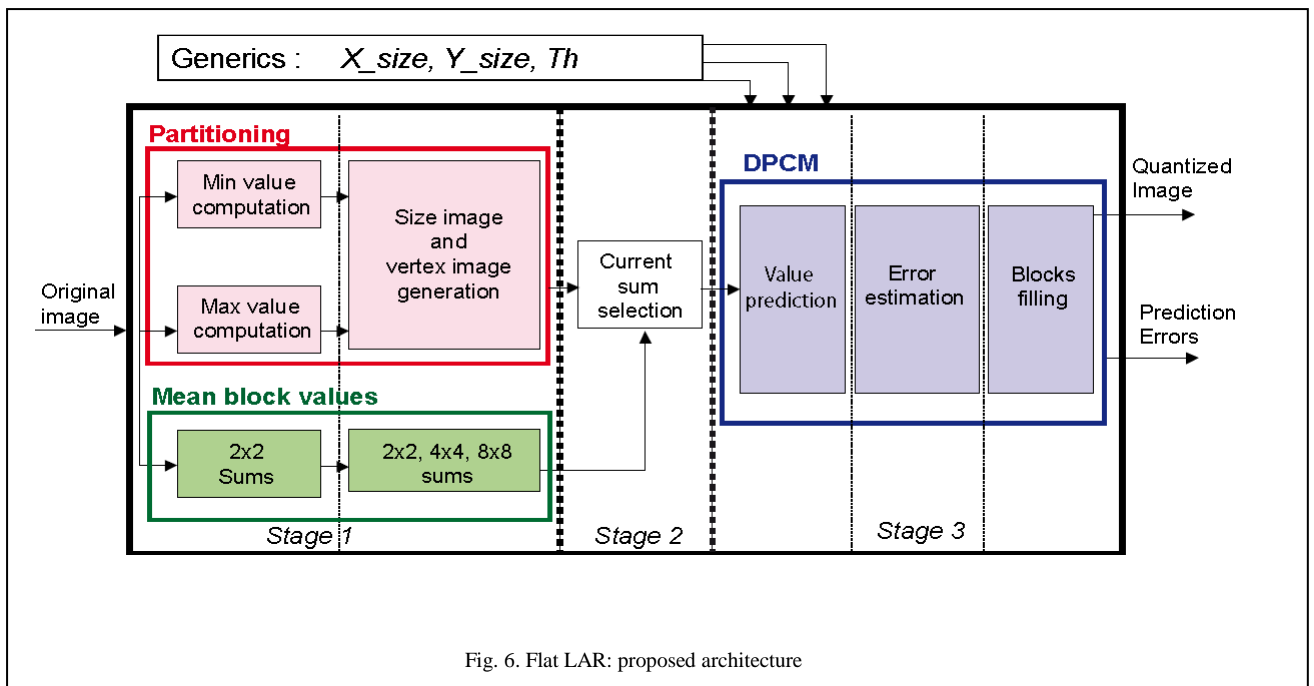 Generics : X_size, Y_size, Th
Partitioning
Min value
computation
Max value
computation
Size image
and
vertex image
generation
Original
image
Mean block values
2x2
Sums
2x2, 4x4, 8x8
sums
Stage 1
Current
sum
selection
Stage 2
DPCM
Value
prediction
Error
estimation
Blocks
filling
Stage 3
Quantized
Image
Prediction
Errors
Fig. 6. Flat LAR: proposed architecture